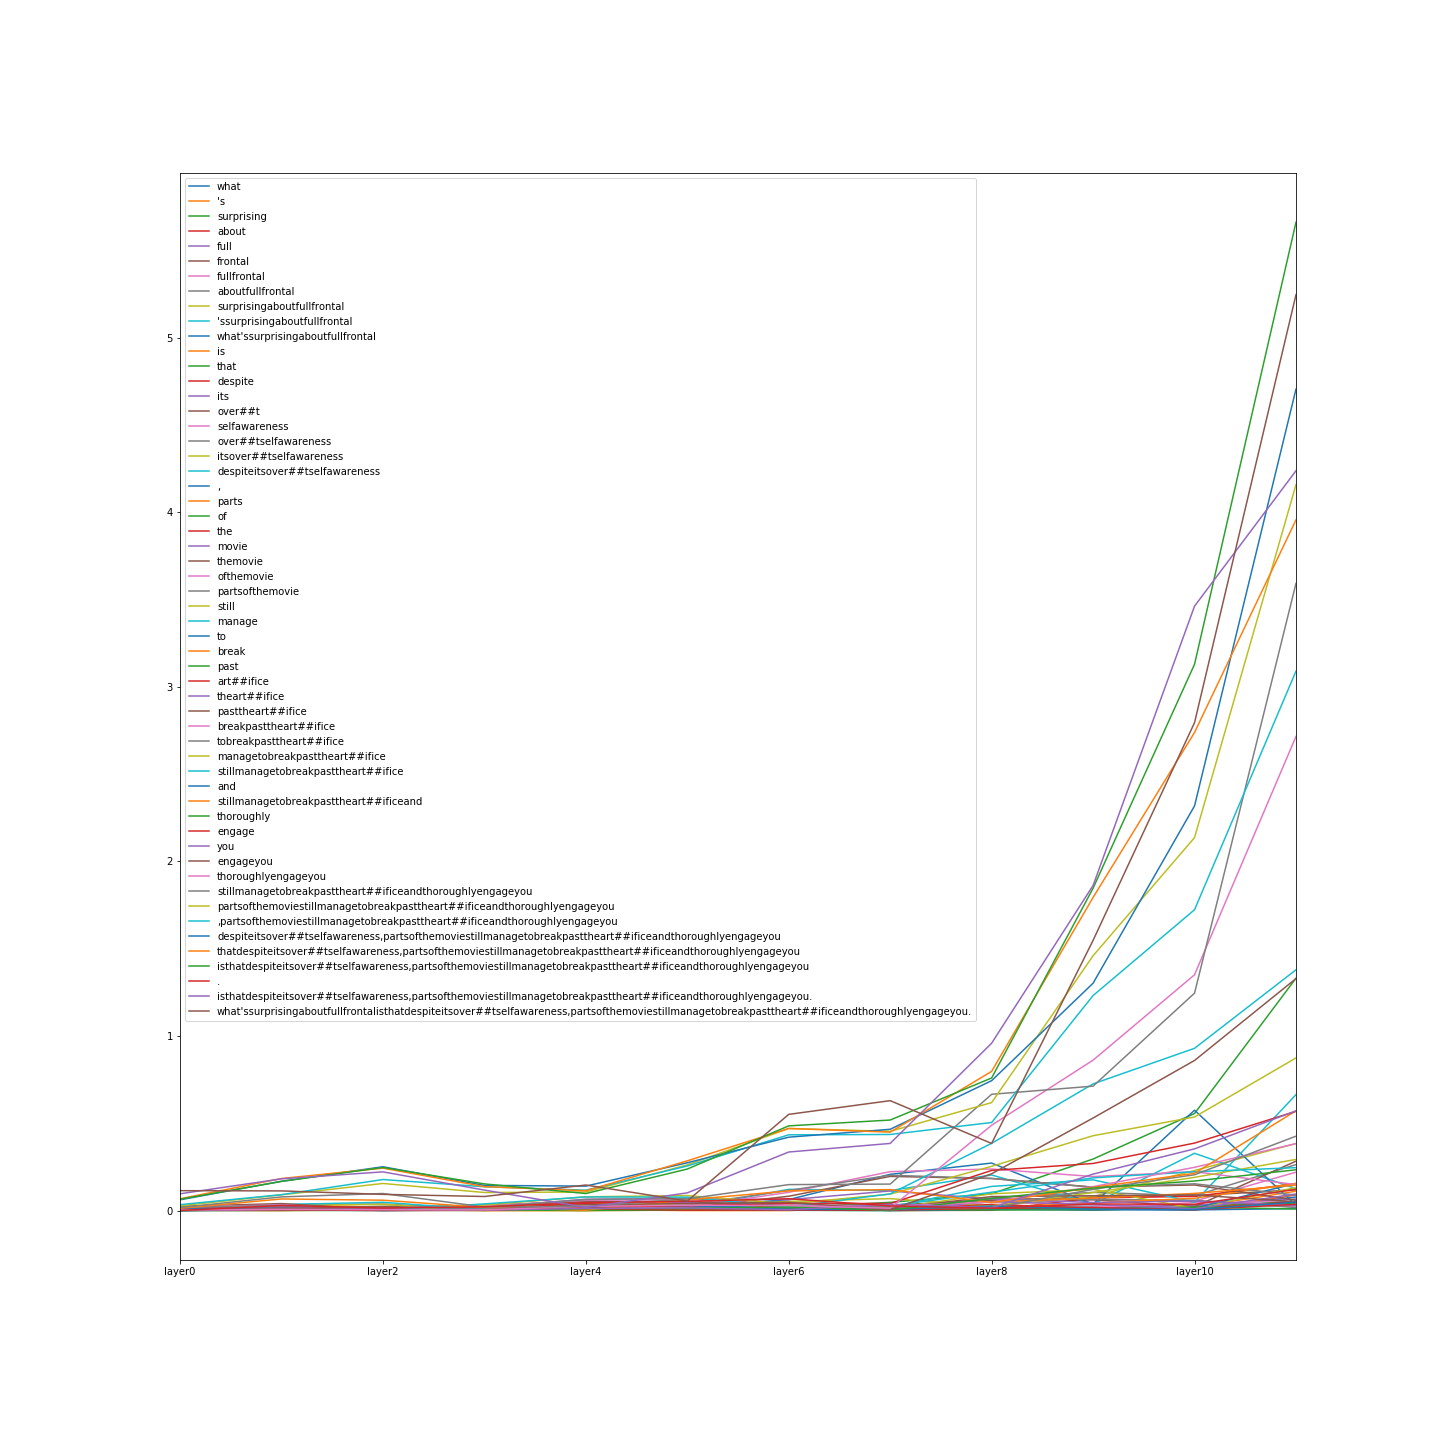 what
's
surprising
about
full
frontal
fullfrontal
aboutfullfrontal
surprisingaboutfullfrontal
'ssurprisingaboutfullfrontal
what'ssurprisingaboutfullfrontal
is
that
despite
its
over##t
selfawareness
over##tselfawareness
itsover##tselfawareness
despiteitsover##tselfawareness
,
parts
of
the
movie
themovie
ofthemovie
partsofthemovie
still
manage
to
break
past
art##ifice
theart##ifice
pasttheart##ifice
breakpasttheart##ifice
tobreakpasttheart##ifice
managetobreakpasttheart##ifice
stillmanagetobreakpasttheart##ifice
and
stillmanagetobreakpasttheart##ificeand
thoroughly
engage
you
engageyou
thoroughlyengageyou
stillmanagetobreakpasttheart##ificeandthoroughlyengageyou
partsofthemoviestillmanagetobreakpasttheart##ificeandthoroughlyengageyou
,partsofthemoviestillmanagetobreakpasttheart##ificeandthoroughlyengageyou
despiteitsover##tselfawareness,partsofthemoviestillmanagetobreakpasttheart##ificeandthoroughlyengageyou
thatdespiteitsover##tselfawareness,partsofthemoviestillmanagetobreakpasttheart##ificeandthoroughlyengageyou
isthatdespiteitsover##tselfawareness,partsofthemoviestillmanagetobreakpasttheart##ificeandthoroughlyengageyou
.
isthatdespiteitsover##tselfawareness,partsofthemoviestillmanagetobreakpasttheart##ificeandthoroughlyengageyou.
what'ssurprisingaboutfullfrontalisthatdespiteitsover##tselfawareness,partsofthemoviestillmanagetobreakpasttheart##ificeandthoroughlyengageyou.
5
4
3
2
1
0
layer0 layer2 layer4 layer6 layer8 layer10